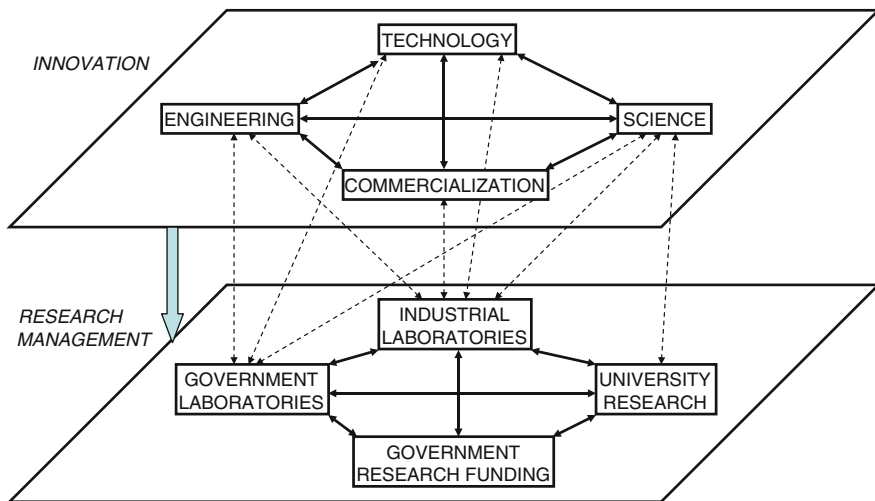 TECHNOLOGY
INNOVATION
ENGINEERING
SCIENCE
COMMERCIALIZATION
RESEARCH
MANAGEMENT
INDUSTRIAL
LABORATORIES
GOVERNMENT
LABORATORIES
UNIVERSITY
RESEARCH
GOVERNMENT
RESEARCH FUNDING